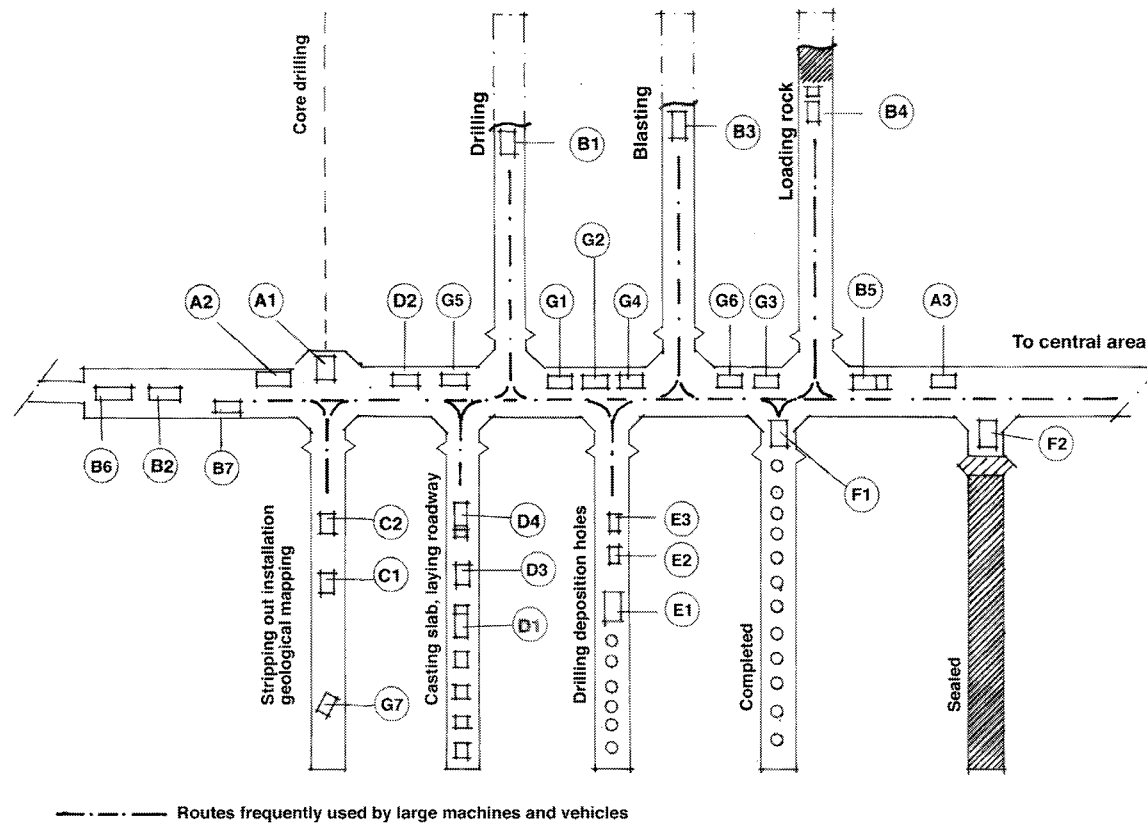 Core drilling
Drilling
B1
Blasting
B3
Loading rock
B4
G2
A2
A1
D2
G5
G1
G4
G6
G3
B5
A3
To central area
B6
B2
B7
F1
F2
Stripping out installation
geological mapping
C2
C1
G7
Casting slab, laying roadway
D4
D3
D1
Drilling deposition holes
E3
E2
E1
Completed
Sealed
Routes frequently used by large machines and vehicles